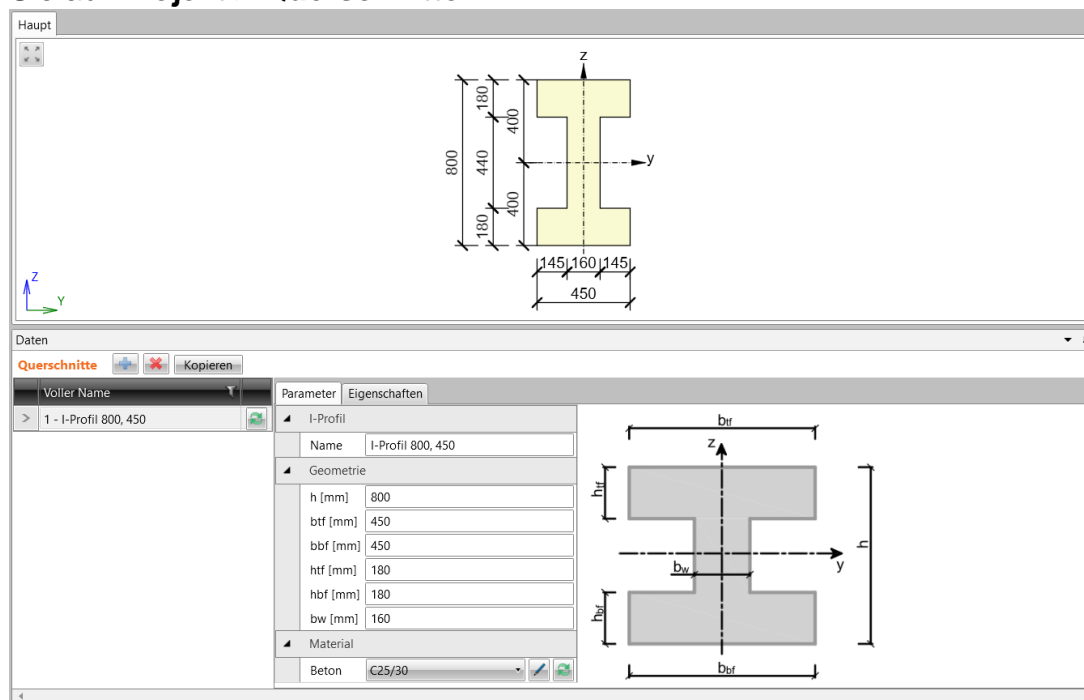 Haupt
z
180
400
800
440
y
400
180
145 160 145
450
Z
Y
Daten
Querschnitte Kopieren
Voller Name
1 - I-Profil 800, 450
Parameter Eigenschaften
I-Profil
Name I-Profil 800, 450
Geometrie
h [mm] 800
btf [mm] 450
bbf [mm] 450
htf [mm] 180
hbf [mm] 180
bw [mm] 160
Material
Beton C25/30
btf
z
htf
h
y
bw
hbf
bbf